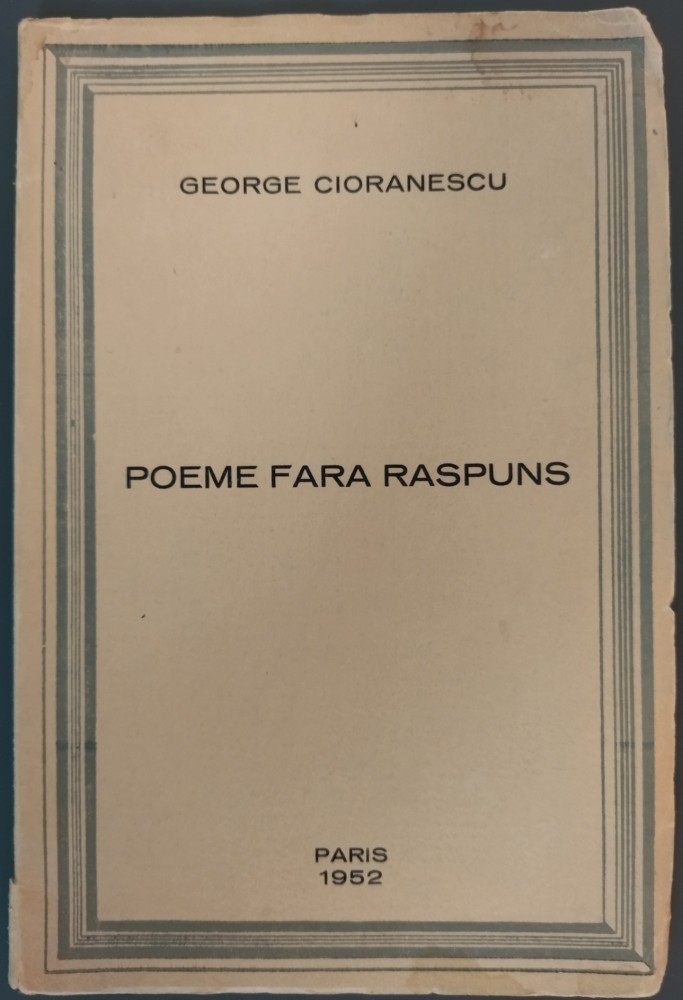 GEORGE CIORANESCU
POEME FARA RASPUNS
PARIS
1952